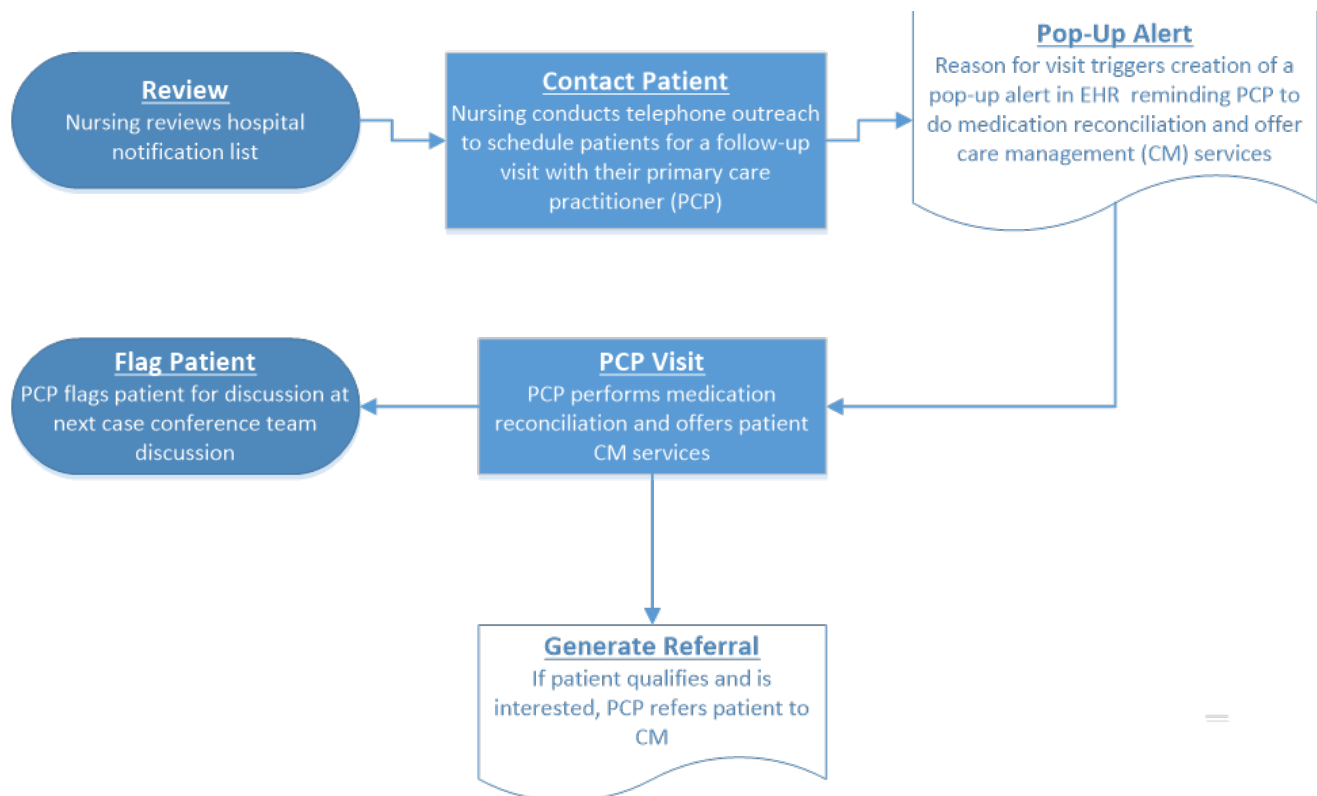 Review
Nursing reviews hospital
notification list
Contact Patient
Nursing conducts telephone outreach
to schedule patients for a follow-up
visit with their primary care
practitioner (PCP)
Pop-Up Alert
Reason for visit triggers creation of a
pop-up alert in EHR reminding PCP to
do medication reconciliation and offer
care management (CM) services
Flag Patient
PCP flags patient for discussion at
next case conference team
discussion
PCP Visit
PCP performs medication
reconciliation and offers patient
CM services
Generate Referral
If patient qualifies and is
interested, PCP refers patient to
CM